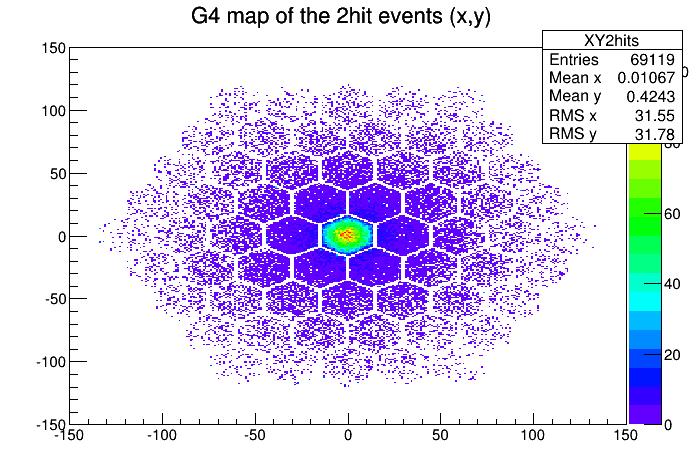 G4 map of the 2hit events (x,y)
XY2hits
Entries 69119
Mean x 0.01067
Mean y 0.4243
RMS x 31.55
RMS y 31.78
150
100
50
0
-50
-100
-150
-150
-100
-50
0
50
100
150
60
40
20
0